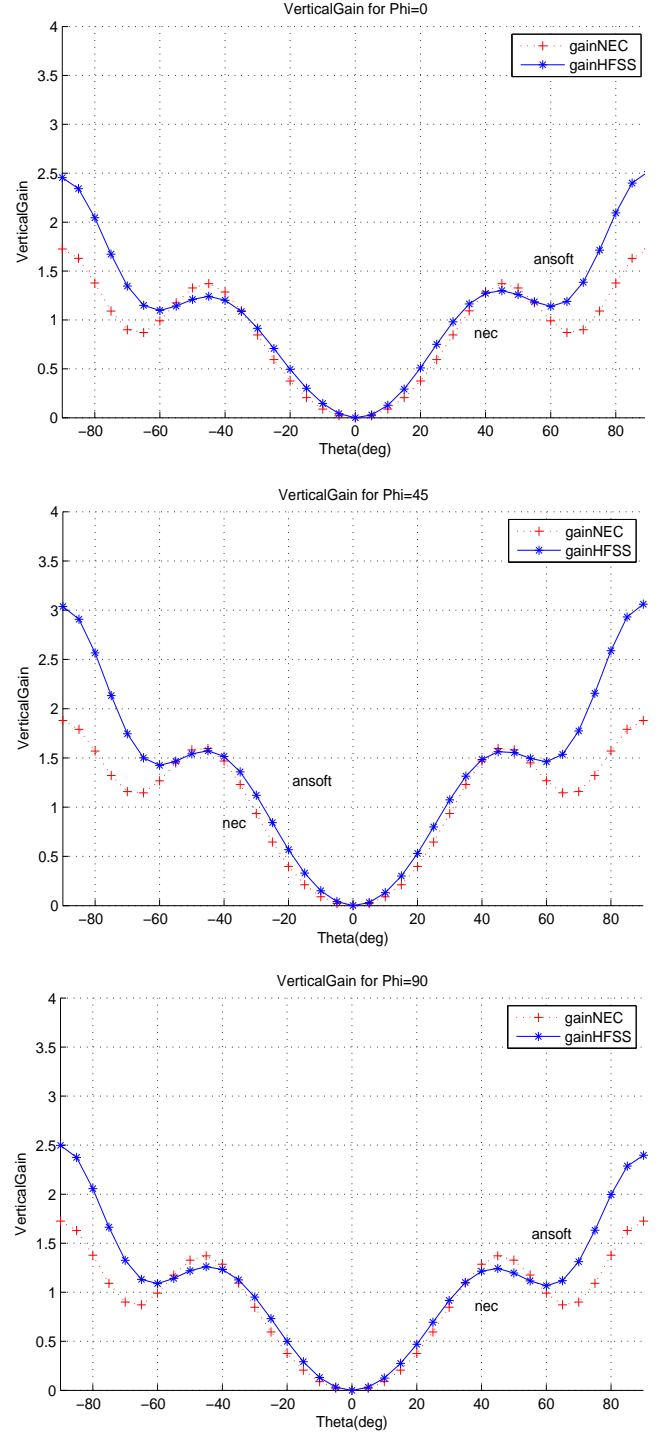 VerticalGain for Phi=0
4
3.5
3
2.5
2
1.5
1
0.5
0
VerticalGain
gainNEC
gainHFSS
ansoft
nec
−80 −60 −40 −20 0 20 40 60 80
Theta(deg)
VerticalGain for Phi=45
4
3.5
3
2.5
2
1.5
1
0.5
0
VerticalGain
gainNEC
gainHFSS
ansoft
nec
−80 −60 −40 −20 0 20 40 60 80
Theta(deg)
VerticalGain for Phi=90
4
3.5
3
2.5
2
1.5
1
0.5
0
VerticalGain
gainNEC
gainHFSS
ansoft
nec
−80 −60 −40 −20 0 20 40 60 80
Theta(deg)